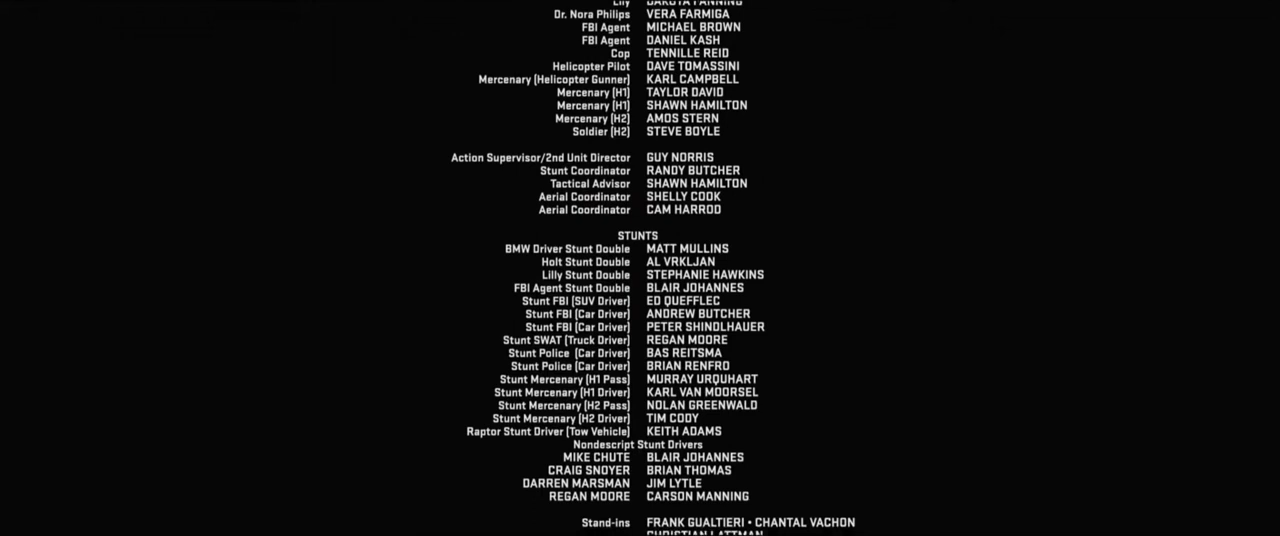 Lily DAKOTA FANNING
Dr. Nora Philips VERA FARMIGA
FBI Agent MICHAEL BROWN
FBI Agent DANIEL KASH
Cop TENNILLE REID
Helicopter Pilot DAVE TOMASSINI
Mercenary (Helicopter Gunner) KARL CAMPBELL
Mercenary (H1) TAYLOR DAVID
Mercenary (H1) SHAWN HAMILTON
Mercenary (H2) AMOS STERN
Soldier (H2) STEVE BOYLE
Action Supervisor/2nd Unit Director GUY NORRIS
Stunt Coordinator RANDY BUTCHER
Tactical Advisor SHAWN HAMILTON
Aerial Coordinator SHELLY COOK
Aerial Coordinator CAM HARROD
STUNTS
BMW Driver Stunt Double MATT MULLINS
Holt Stunt Double AL VRKLJAN
Lilly Stunt Double STEPHANIE HAWKINS
FBI Agent Stunt Double BLAIR JOHANNES
Stunt FBI (SUV Driver) ED QUEFFLEC
Stunt FBI (Car Driver) ANDREW BUTCHER
Stunt FBI (Car Driver) PETER SHINDLHAUER
Stunt SWAT (Truck Driver) REGAN MOORE
Stunt Police (Car Driver) BAS REITSMA
Stunt Police (Car Driver) BRIAN RENFRO
Stunt Mercenary (H1 Pass) MURRAY URQUHART
Stunt Mercenary (H1 Driver) KARL VAN MOORSEL
Stunt Mercenary (H2 Pass) NOLAN GREENWALD
Stunt Mercenary (H2 Driver) TIM CODY
Raptor Stunt Driver (Tow Vehicle) KEITH ADAMS
Nondescript Stunt Drivers
MIKE CHUTE BLAIR JOHANNES
CRAIG SNOYER BRIAN THOMAS
DARREN MARSMAN JIM LYTLE
REGAN MOORE CARSON MANNING
Stand-ins FRANK GUALTIERI • CHANTAL VACHON
CHRISTIAN LATTMAN